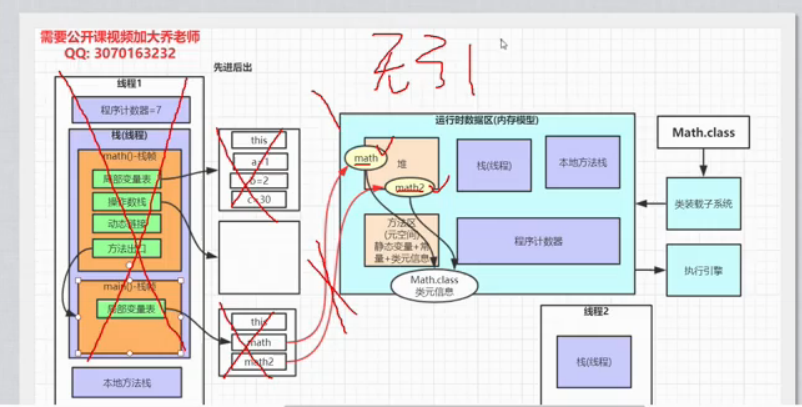 需要公开课视频加大乔老师
QQ: 3070163232
先进后出
无引
线程1
程序计数器=7
栈(线程)
math()-栈帧
局部变量表
操作数栈
动态链接
方法出口
main()-栈帧
局部变量表
本地方法栈
this
a=1
b=2
c=30
this
math
math2
运行时数据区(内存模型)
堆
math
math2
栈(线程)
本地方法栈
方法区
(元空间)
静态变量+常
量+类元信息
程序计数器
Math.class
类元信息
Math.class
类装载子系统
执行引擎
线程2
栈(线程)